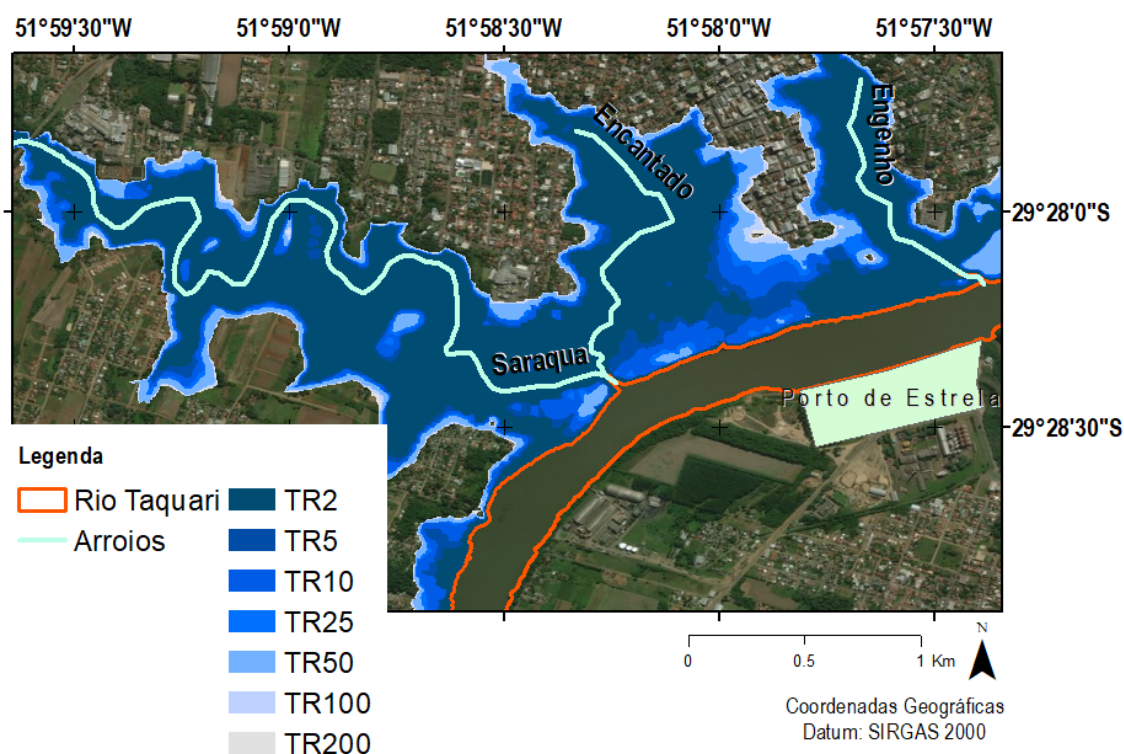 51°59'30"W 51°59'0"W 51°58'30"W 51°58'0"W 51°57'30"W
Encantado
Engenho
29°28'0"S
Saraqua
Porto de Estrela
29°28'30"S
Legenda
Rio Taquari
Arroios
TR2
TR5
TR10
TR25
TR50
TR100
TR200
N
0 0.5 1 Km
Coordenadas Geográficas
Datum: SIRGAS 2000